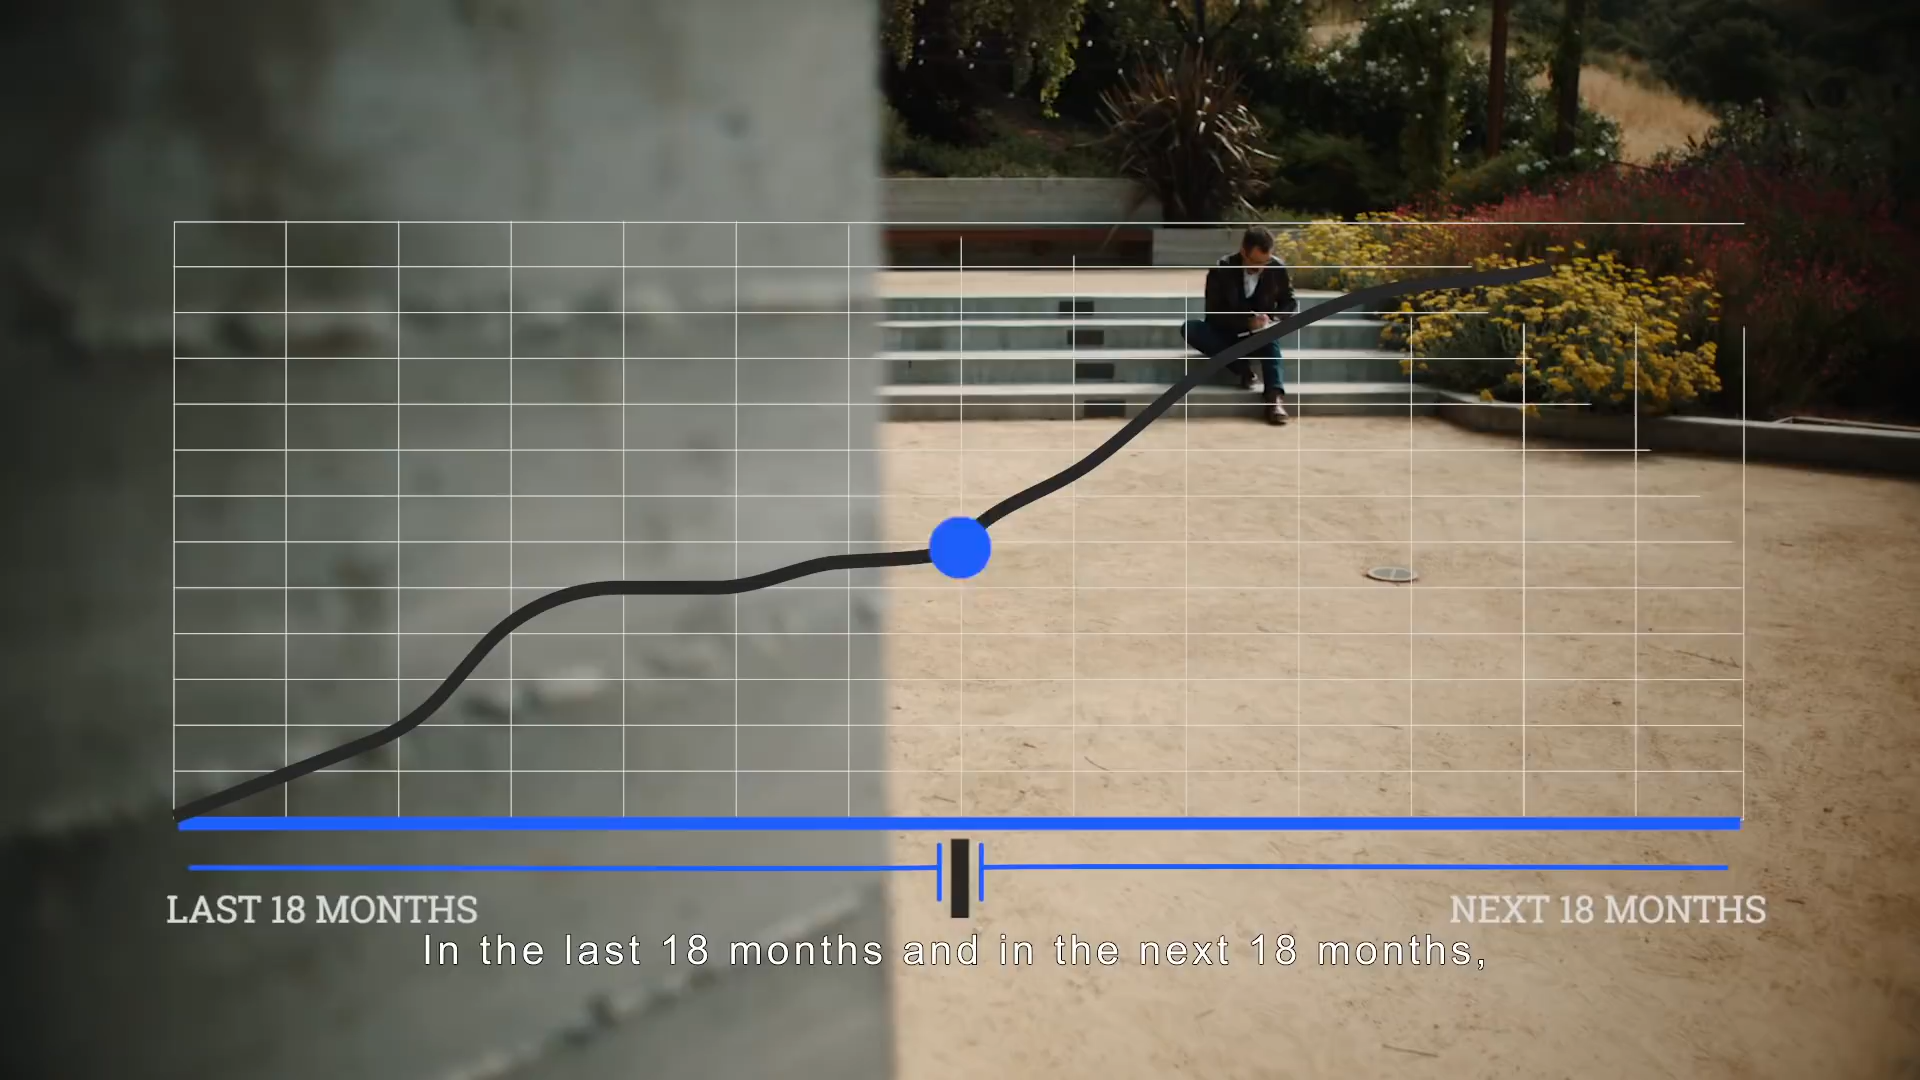 LAST 18 MONTHS
NEXT 18 MONTHS
In the last 18 months and in the next 18 months,